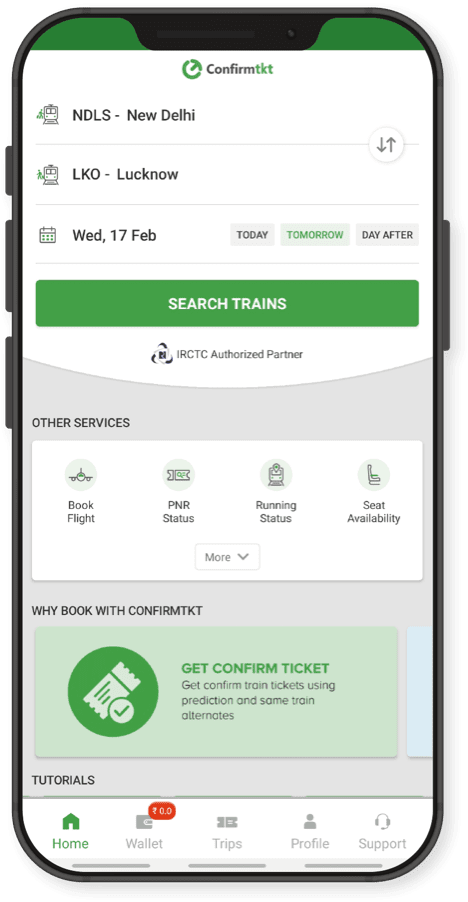 Confirmtkt
NDLS - New Delhi
LKO - Lucknow
Wed, 17 Feb
TODAY
TOMORROW
DAY AFTER
SEARCH TRAINS
IRCTC Authorized Partner
OTHER SERVICES
Book
Flight
PNR
Status
Running
Status
Seat
Availability
More
WHY BOOK WITH CONFIRMTKT
GET CONFIRM TICKET
Get confirm train tickets using
prediction and same train
alternates
TUTORIALS
₹ 0.0
Home
Wallet
Trips
Profile
Support